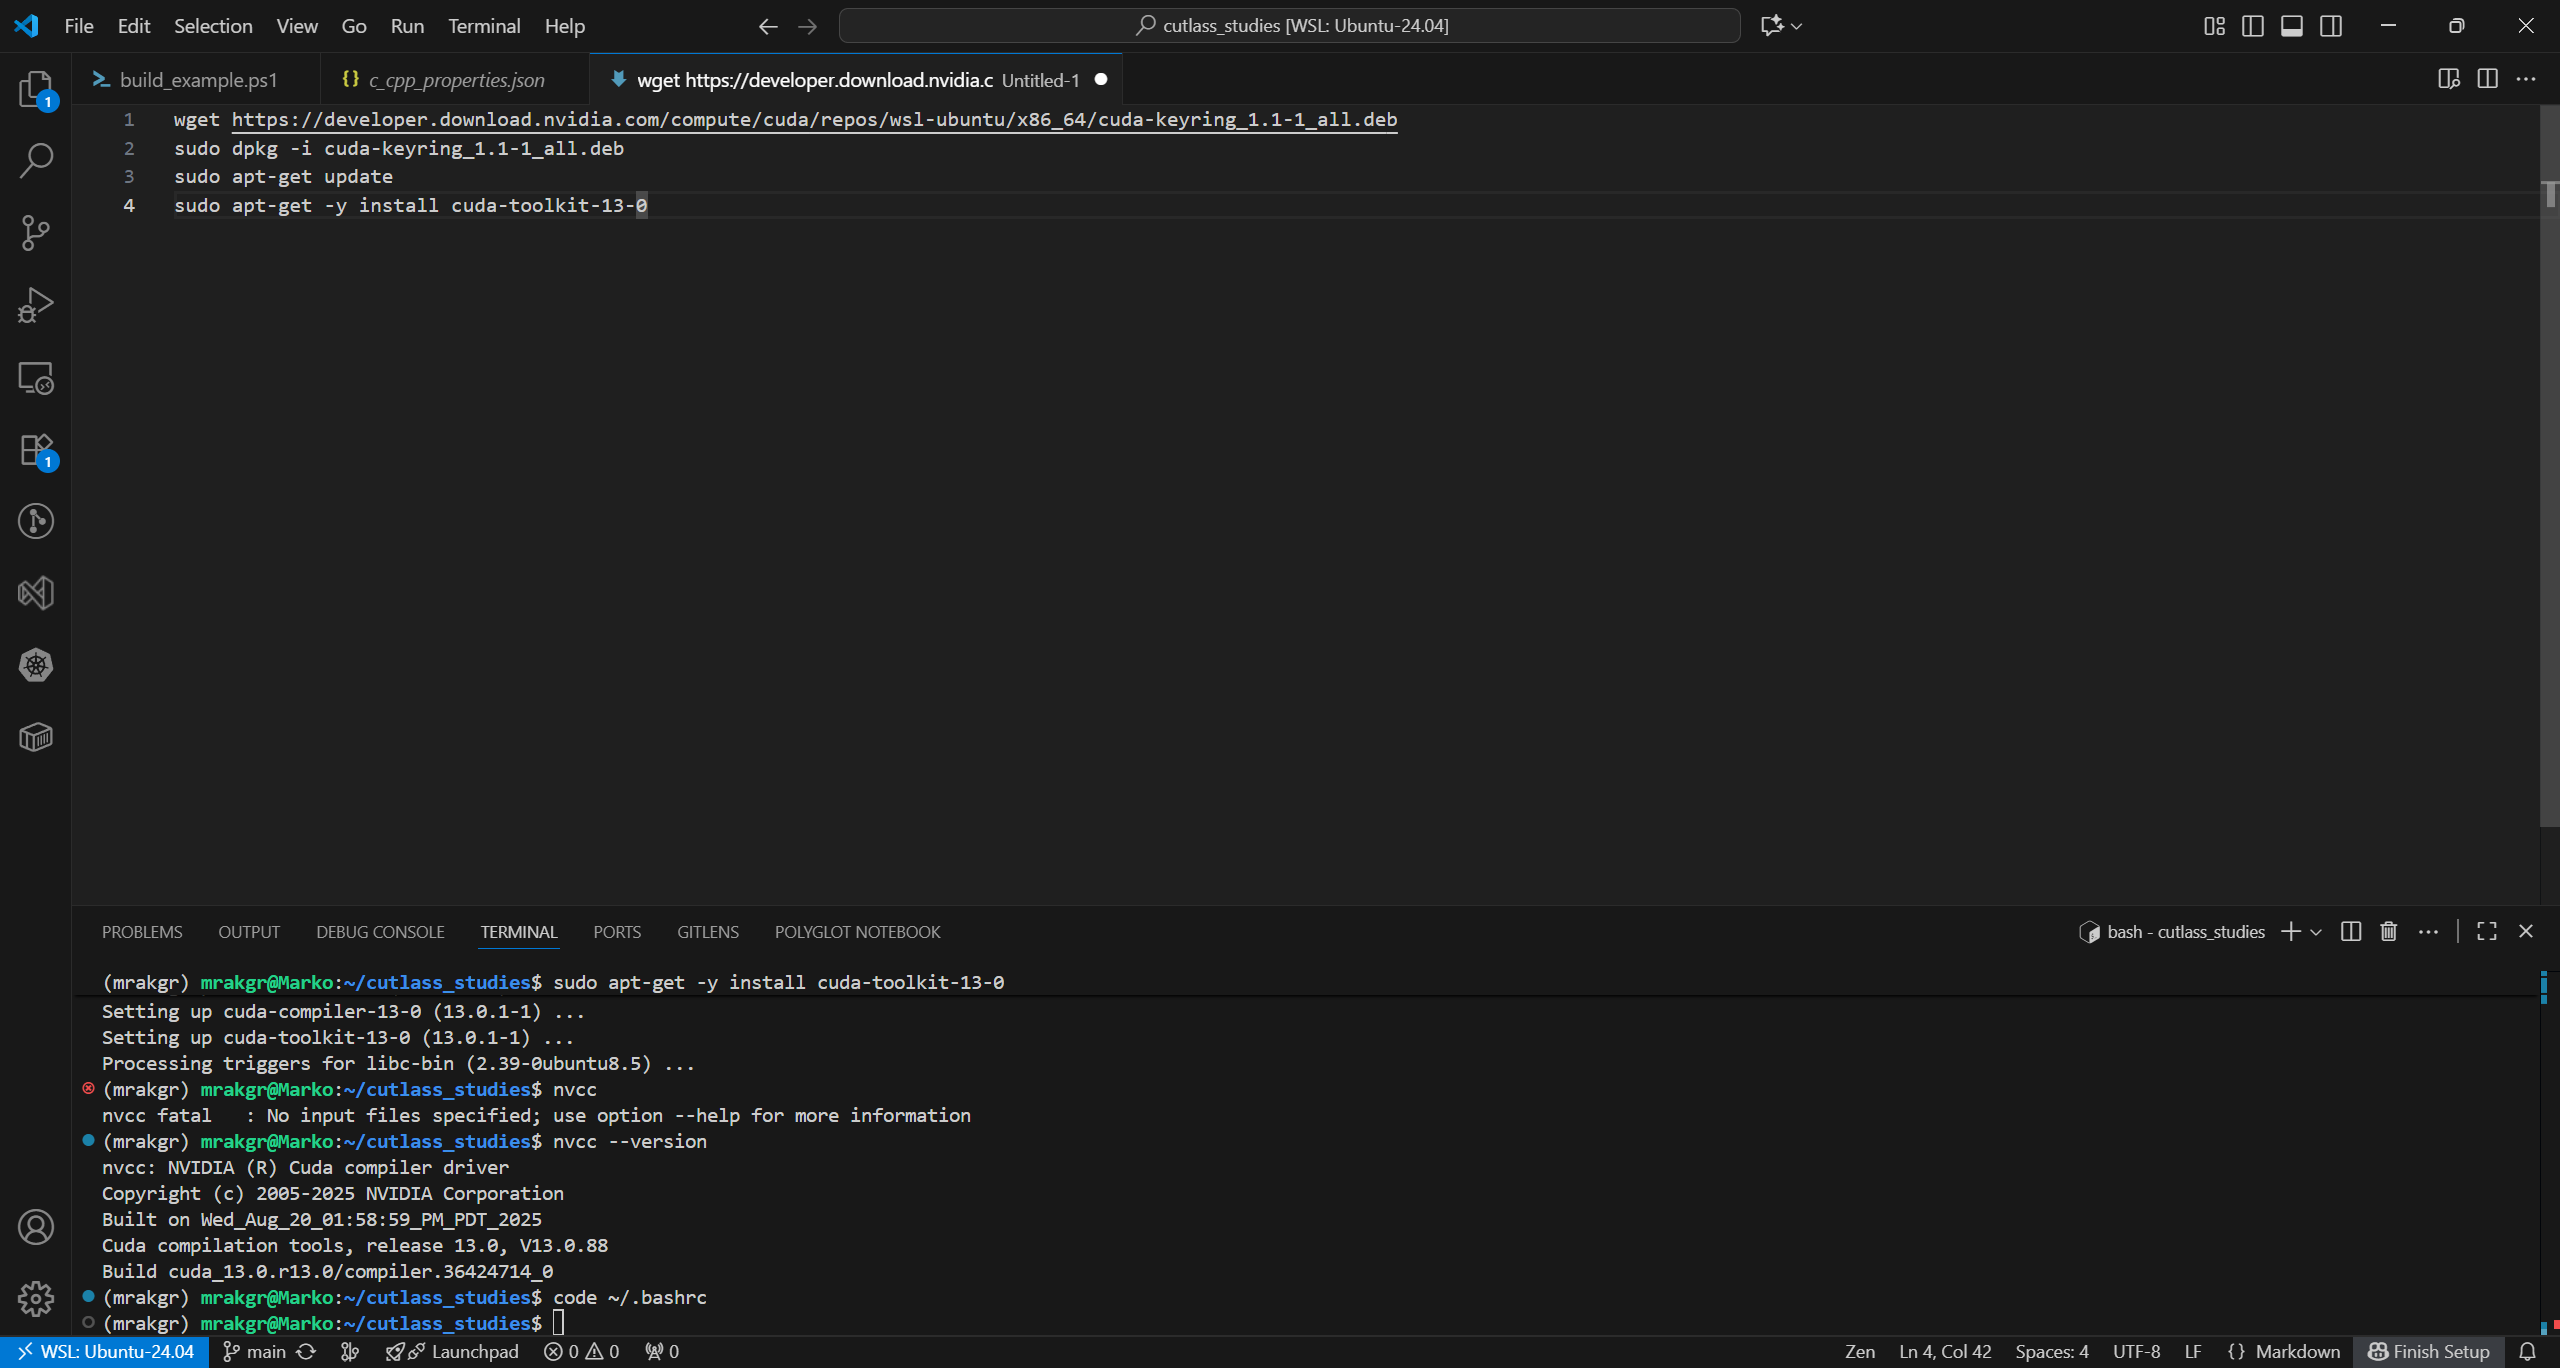 File Edit Selection View Go Run Terminal Help cutlass_studies [WSL: Ubuntu-24.04]
build_example.ps1 {} c_cpp_properties.json wget https://developer.download.nvidia.c Untitled-1
1 wget https://developer.download.nvidia.com/compute/cuda/repos/wsl-ubuntu/x86_64/cuda-keyring_1.1-1_all.deb
2 sudo dpkg -i cuda-keyring_1.1-1_all.deb
3 sudo apt-get update
4 sudo apt-get -y install cuda-toolkit-13-0
1
1
PROBLEMS OUTPUT DEBUG CONSOLE TERMINAL PORTS GITLENS POLYGLOT NOTEBOOK bash - cutlass_studies
(mrakgr) mrakgr@Marko:~/cutlass_studies$ sudo apt-get -y install cuda-toolkit-13-0
Setting up cuda-compiler-13-0 (13.0.1-1) ...
Setting up cuda-toolkit-13-0 (13.0.1-1) ...
Processing triggers for libc-bin (2.39-0ubuntu8.5) ...
(mrakgr) mrakgr@Marko:~/cutlass_studies$ nvcc
nvcc fatal   : No input files specified; use option --help for more information
(mrakgr) mrakgr@Marko:~/cutlass_studies$ nvcc --version
nvcc: NVIDIA (R) Cuda compiler driver
Copyright (c) 2005-2025 NVIDIA Corporation
Built on Wed_Aug_20_01:58:59_PM_PDT_2025
Cuda compilation tools, release 13.0, V13.0.88
Build cuda_13.0.r13.0/compiler.36424714_0
(mrakgr) mrakgr@Marko:~/cutlass_studies$ code ~/.bashrc
(mrakgr) mrakgr@Marko:~/cutlass_studies$
WSL: Ubuntu-24.04 main Launchpad 0 0 0 Zen Ln 4, Col 42 Spaces: 4 UTF-8 LF {} Markdown Finish Setup